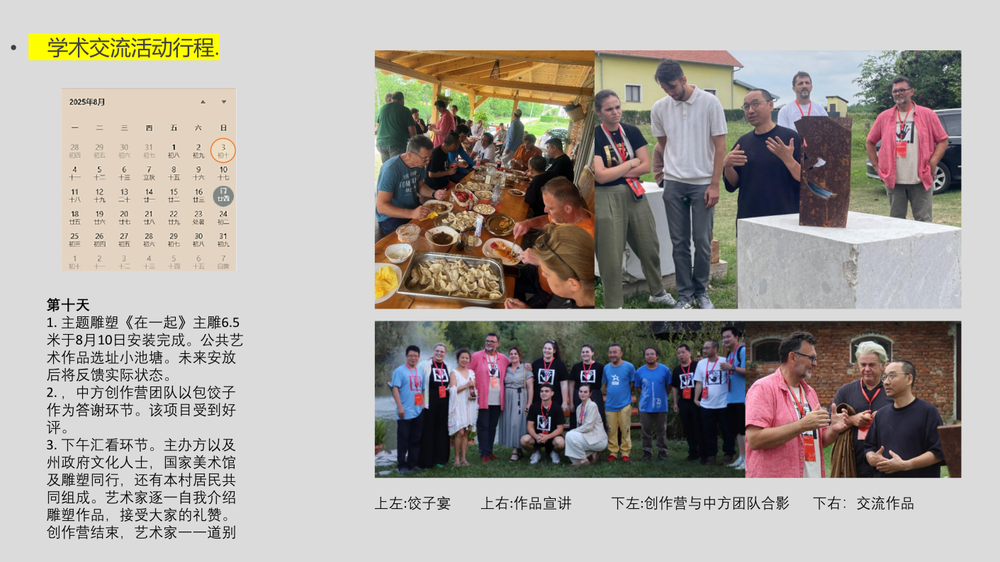 • 学术交流活动行程.
2025年8月
一 二 三 四 五 六 日
28 29 30 31 1 2 3
初四 初五 初六 初七 初八 初九 初十
4 5 6 7 8 9 10
十一 十二 十三 立秋 十五 十六 十七
11 12 13 14 15 16 17
十八 十九 二十 廿一 廿二 廿三 廿四
18 19 20 21 22 23 24
廿五 廿六 廿七 廿八 廿九 处暑 初二
25 26 27 28 29 30 31
初三 初四 初五 初六 初七 初八 初九
1 2 3 4 5 6 7
初十 十一 十二 十三 十四 十五 白露
第十天
1. 主题雕塑《在一起》主雕6.5
米于8月10日安装完成。公共艺
术作品选址小池塘。未来安放
后将反馈实际状态。
2. ，中方创作营团队以包饺子
作为答谢环节。该项目受到好
评。
3. 下午汇看环节。主办方以及
州政府文化人士，国家美术馆
及雕塑同行，还有本村居民共
同组成。艺术家逐一自我介绍
雕塑作品，接受大家的礼赞。
创作营结束，艺术家一一道别
上左:饺子宴 上右:作品宣讲 下左:创作营与中方团队合影 下右：交流作品